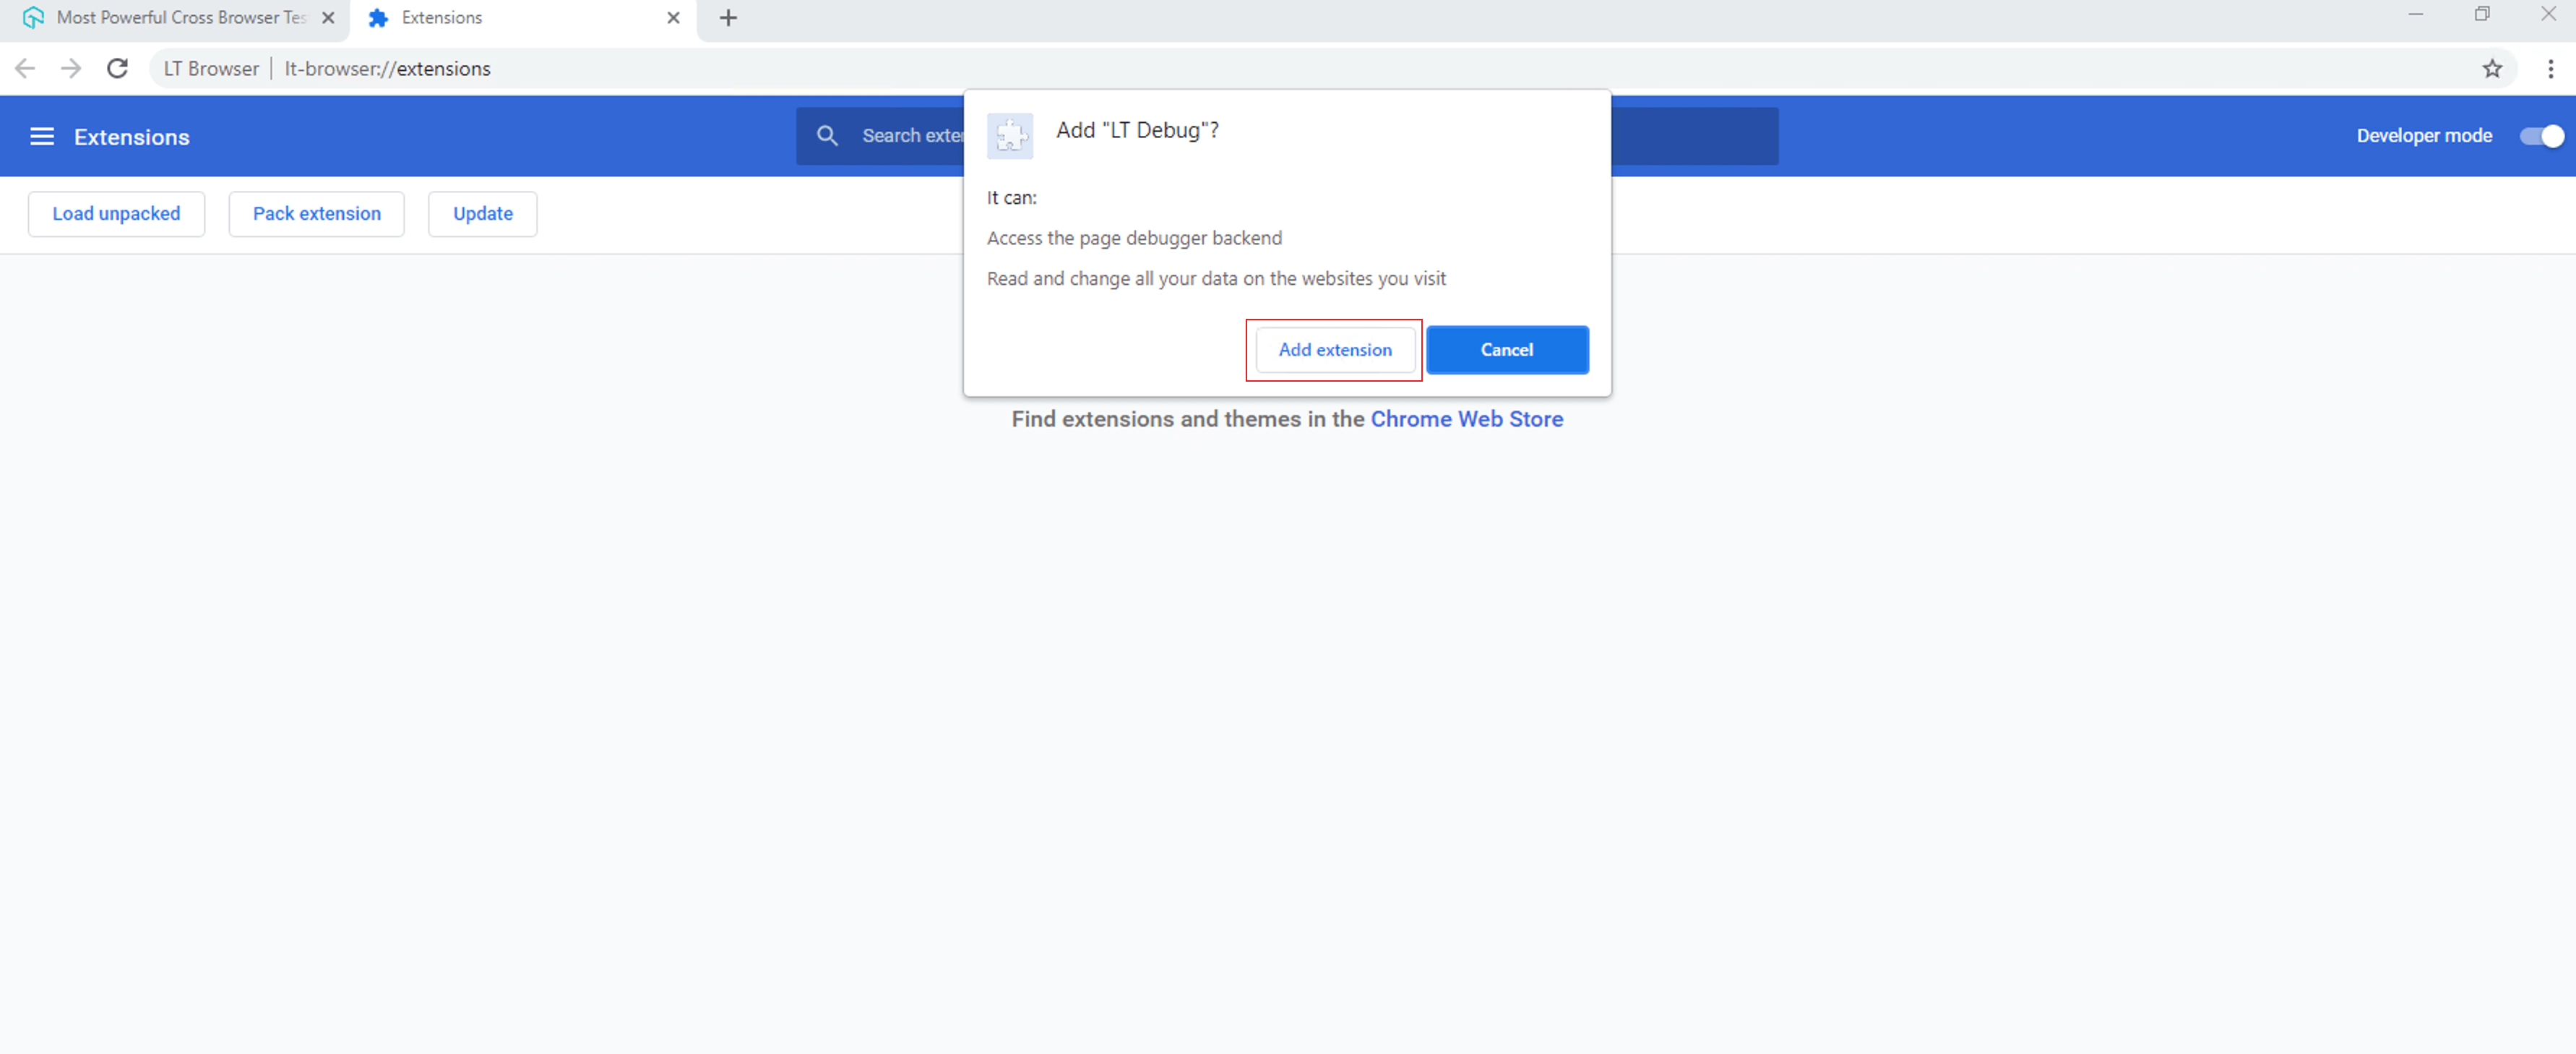 Most Powerful Cross Browser Tes
Extensions
LT Browser
lt-browser://extensions
Extensions
Search exte
Developer mode
Load unpacked
Pack extension
Update
Add "LT Debug"?
It can:
Access the page debugger backend
Read and change all your data on the websites you visit
Add extension
Cancel
Find extensions and themes in the Chrome Web Store